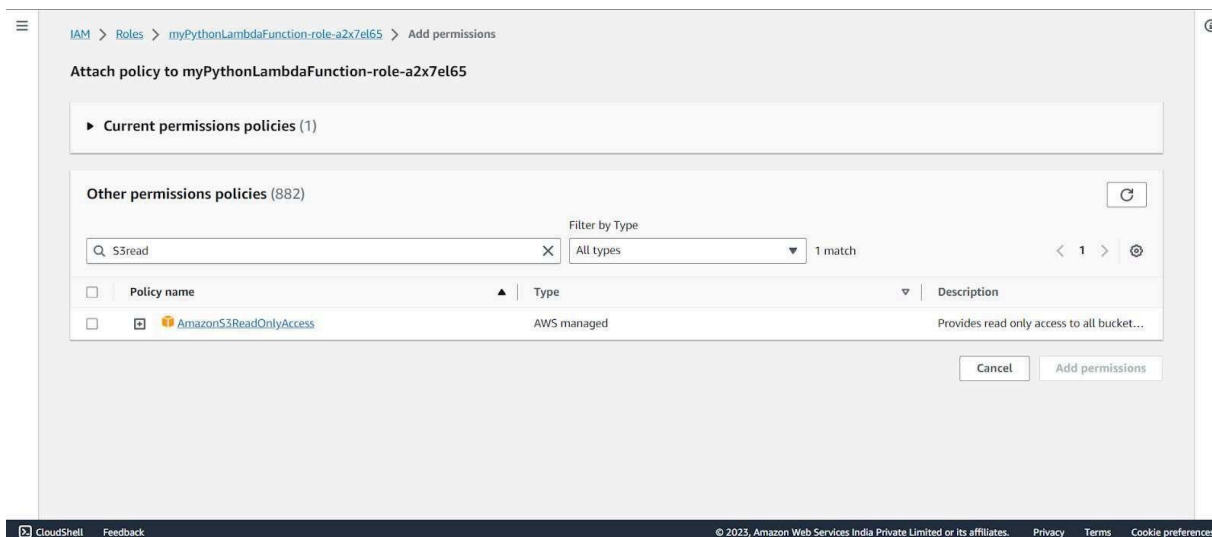 IAM > Roles > myPythonLambdaFunction-role-a2x7el65 > Add permissions
Attach policy to myPythonLambdaFunction-role-a2x7el65
Current permissions policies (1)
Other permissions policies (882)
Filter by Type
S3read All types 1 match < 1 >
Policy name Type Description
AmazonS3ReadOnlyAccess AWS managed Provides read only access to all bucket...
Cancel Add permissions
CloudShell Feedback © 2023, Amazon Web Services India Private Limited or its affiliates. Privacy Terms Cookie preferences